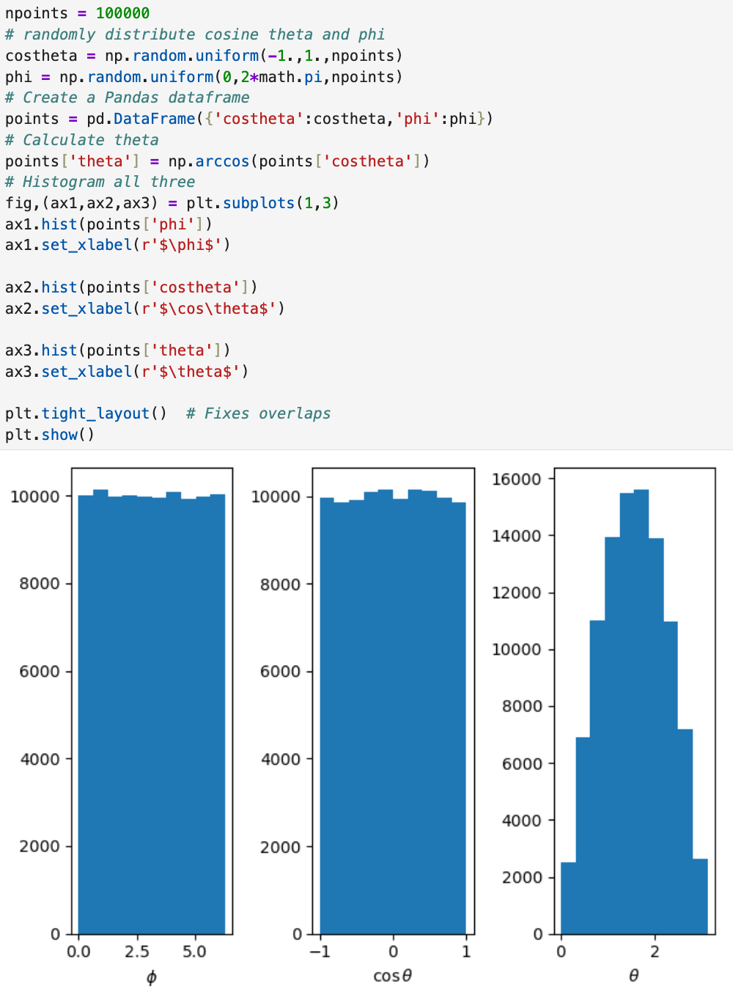 npoints = 100000
# randomly distribute cosine theta and phi
costheta = np.random.uniform(-1.,1.,npoints)
phi = np.random.uniform(0,2*math.pi,npoints)
# Create a Pandas dataframe
points = pd.DataFrame({'costheta':costheta,'phi':phi})
# Calculate theta
points['theta'] = np.arccos(points['costheta'])
# Histogram all three
fig,(ax1,ax2,ax3) = plt.subplots(1,3)
ax1.hist(points['phi'])
ax1.set_xlabel(r'$\phi$')
ax2.hist(points['costheta'])
ax2.set_xlabel(r'$\cos\theta$')
ax3.hist(points['theta'])
ax3.set_xlabel(r'$\theta$')
plt.tight_layout()  # Fixes overlaps
plt.show()
10000
8000
6000
4000
2000
0
0.0 2.5 5.0
ϕ
10000
8000
6000
4000
2000
0
−1 0 1
cosθ
16000
14000
12000
10000
8000
6000
4000
2000
0
0 2
θ